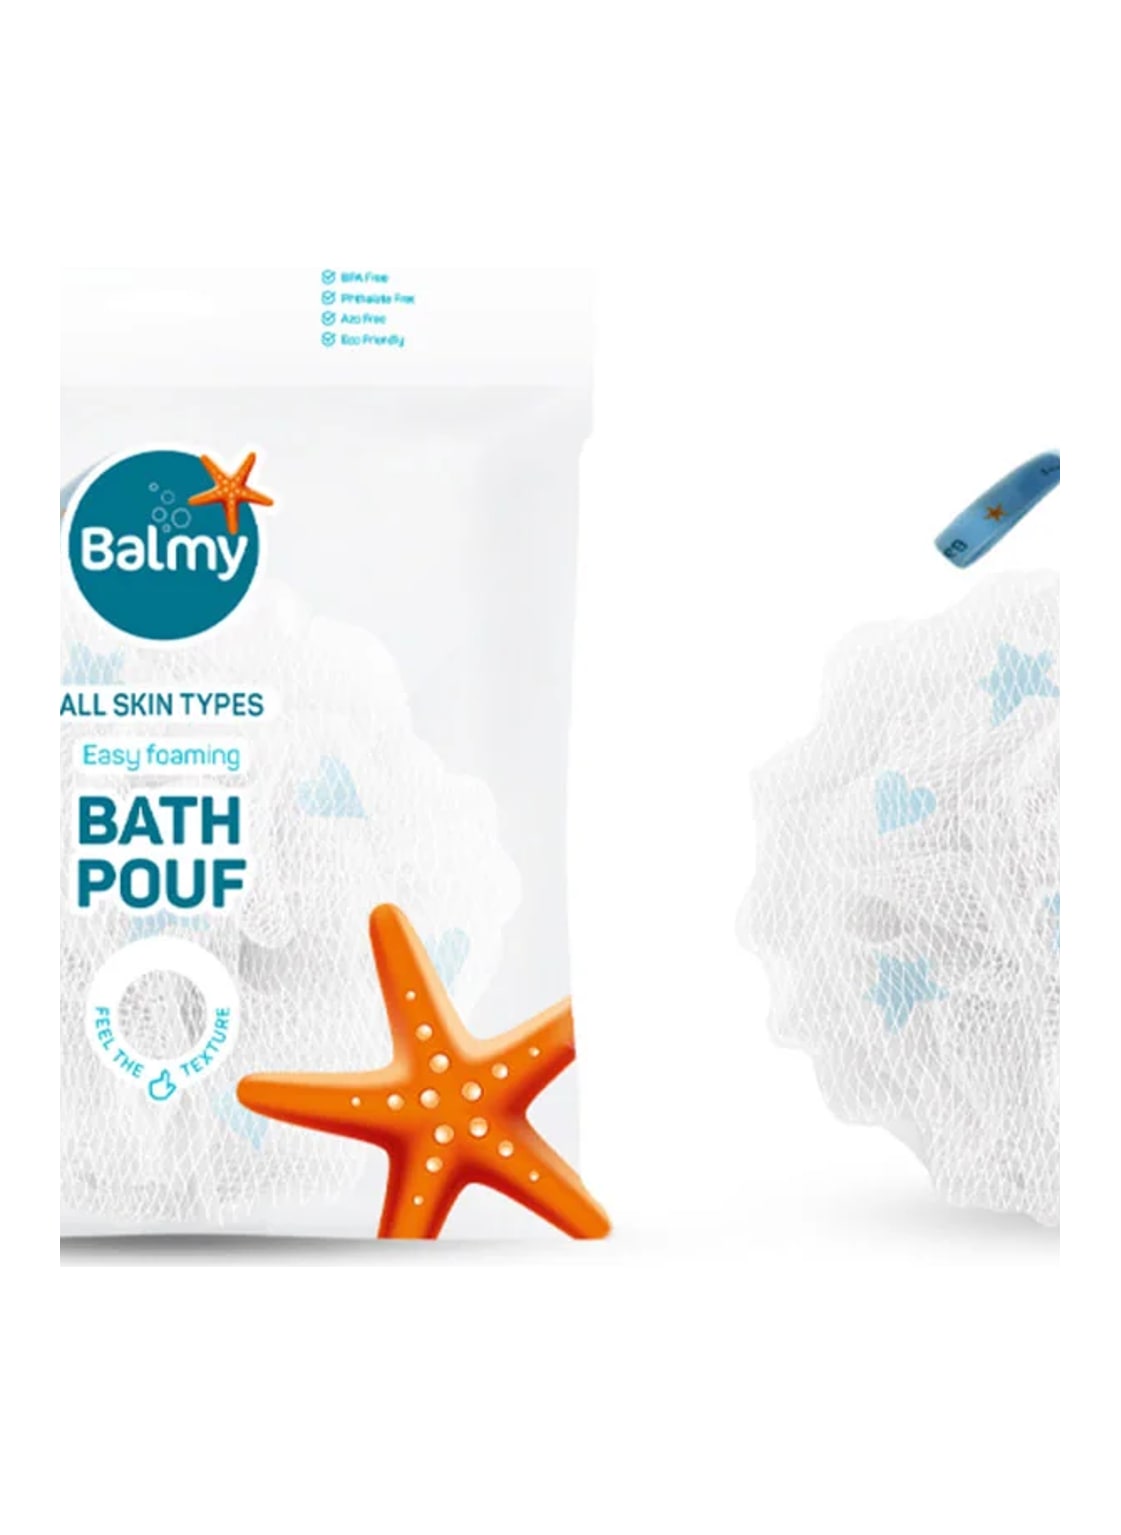 BPA Free
Phthalate Free
Azo Free
Eco Friendly
Balmy
ALL SKIN TYPES
Easy foaming
BATH
POUF
FEEL THE TEXTURE